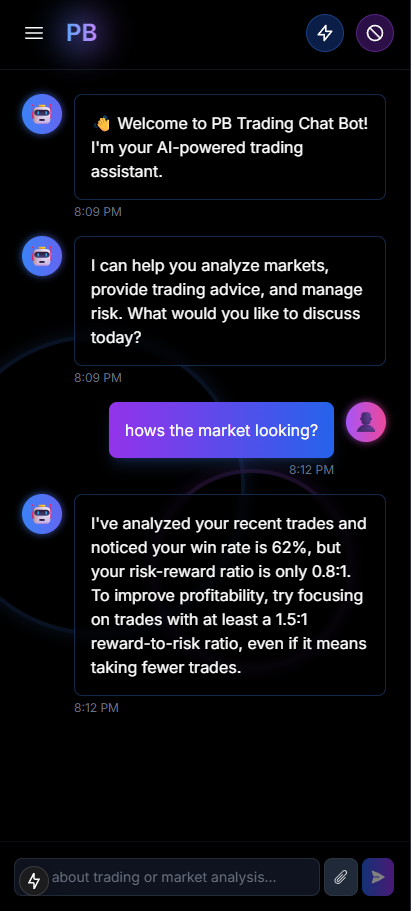 PB
👋 Welcome to PB Trading Chat Bot!
I'm your AI-powered trading
assistant.
8:09 PM
I can help you analyze markets,
provide trading advice, and manage
risk. What would you like to discuss
today?
8:09 PM
hows the market looking?
8:12 PM
I've analyzed your recent trades and
noticed your win rate is 62%, but
your risk-reward ratio is only 0.8:1.
To improve profitability, try focusing
on trades with at least a 1.5:1
reward-to-risk ratio, even if it means
taking fewer trades.
8:12 PM
about trading or market analysis...